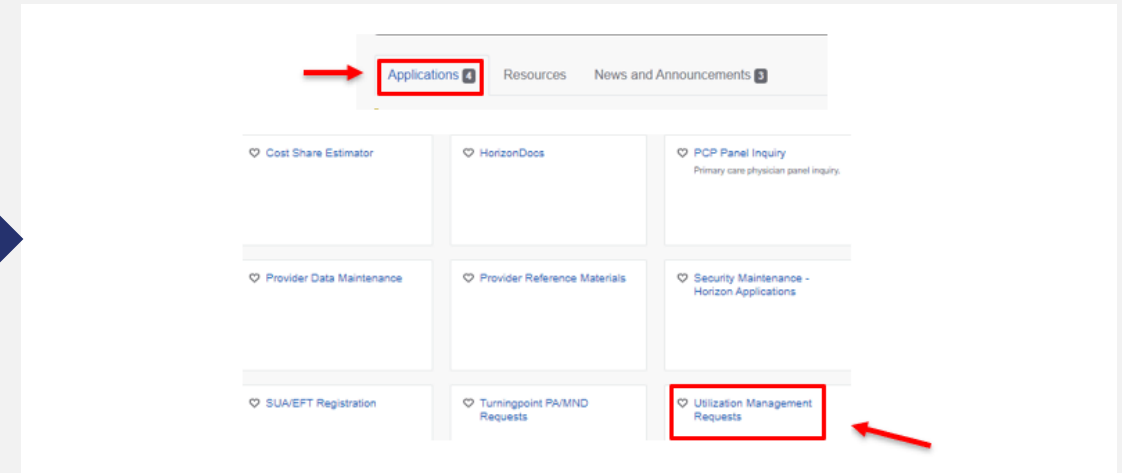 Applications 4 Resources News and Announcements 3
Cost Share Estimator
HorizonDocs
PCP Panel Inquiry
Primary care physician panel inquiry.
Provider Data Maintenance
Provider Reference Materials
Security Maintenance -
Horizon Applications
SUA/EFT Registration
Turningpoint PA/MND
Requests
Utilization Management
Requests